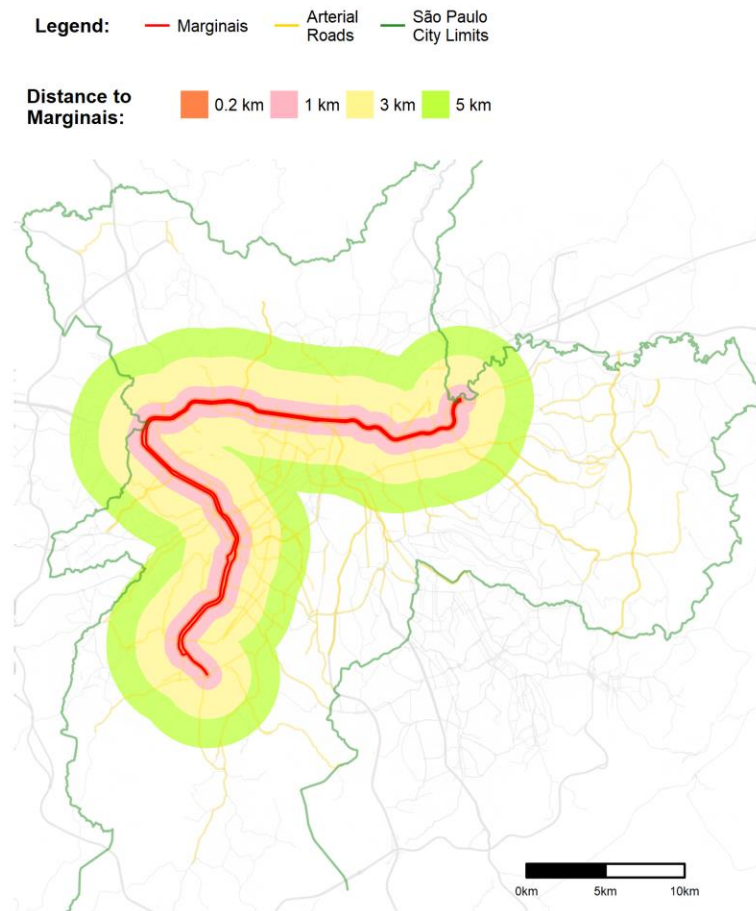 Legend: Marginais Arterial Roads São Paulo City Limits
Distance to Marginais: 0.2 km 1 km 3 km 5 km
0km 5km 10km